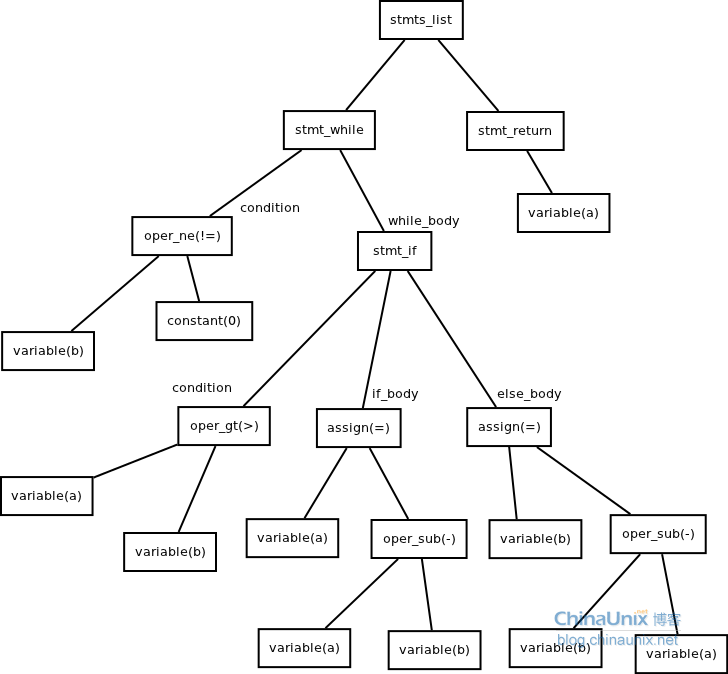 stmts_list
stmt_while
stmt_return
condition
variable(a)
while_body
oper_ne(!=)
stmt_if
constant(0)
variable(b)
condition
if_body
else_body
oper_gt(>)
assign(=)
assign(=)
variable(a)
variable(b)
variable(a)
oper_sub(-)
variable(b)
oper_sub(-)
ChinaUnix.net 博客
blog.chinaunix.net
variable(a)
variable(b)
variable(b)
variable(a)